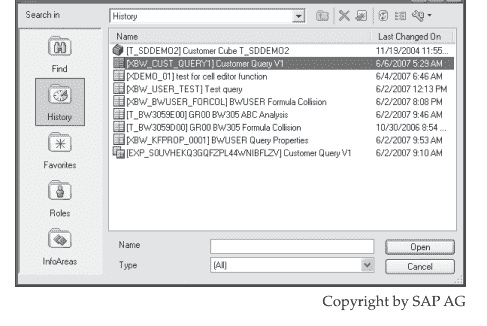 Search in History
Name Last Changed On
[T_SDDEMO2] Customer Cube T_SDDEMO2 11/19/2004 11:55...
[XBW_CUST_QUERY1] Customer Query V1 6/6/2007 5:29 AM
[XDEMO_01] test for cell editor function 6/4/2007 6:46 AM
[XBW_USER_TEST1] Test query 6/2/2007 12:13 PM
[XBW_BWUSER_FORCOL] BWUSER Formula Collision 6/2/2007 8:08 PM
[T_BW3059E00] GR00 BW305 ABC Analysis 6/2/2007 9:46 AM
[T_BW3059D00] GR00 BW305 Formula Collision 10/30/2006 8:54 ...
[XBW_KFPROP_0001] BWUSER Query Properties 6/2/2007 9:53 AM
[EXP_S0UVHEKQ3GQFZPL44WNIBFLZV] Customer Query V1 6/2/2007 9:10 AM
Find
History
Favorites
Roles
InfoAreas
Name Open
Type (All) Cancel
Copyright by SAP AG